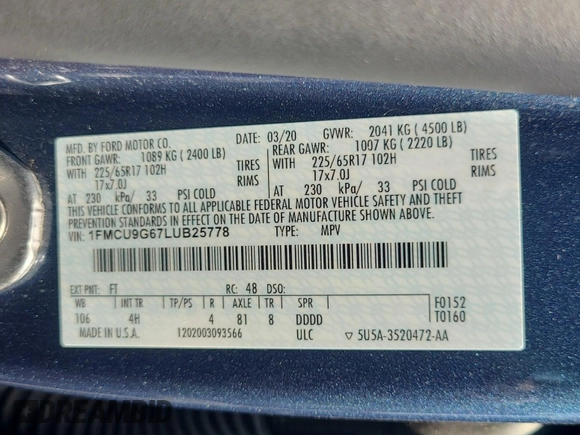 MFD. BY FORD MOTOR CO. DATE: 03/20 GVWR: 2041 KG ( 4500 LB)
FRONT GAWR: 1089 KG ( 2400 LB) REAR GAWR: 1007 KG ( 2220 LB)
WITH 225/65R17 102H TIRES WITH 225/65R17 102H TIRES
17x7.0J RIMS 17x7.0J RIMS
AT 230 kPa/ 33 PSI COLD AT 230 kPa/ 33 PSI COLD
THIS VEHICLE CONFORMS TO ALL APPLICABLE FEDERAL MOTOR VEHICLE SAFETY AND THEFT
PREVENTION STANDARDS IN EFFECT ON THE DATE OF MANUFACTURE SHOWN ABOVE.
VIN: 1FMCU9G67LUB25778 TYPE: MPV
EXT PNT: FT RC: 48 DSO:
WB INT TR TP/PS R AXLE TR SPR F0152
106 4H 4 81 8 DDDD T0160
MADE IN U.S.A. 1202003093566 ULC ▽ 5U5A-3520472-AA
DREAMBID